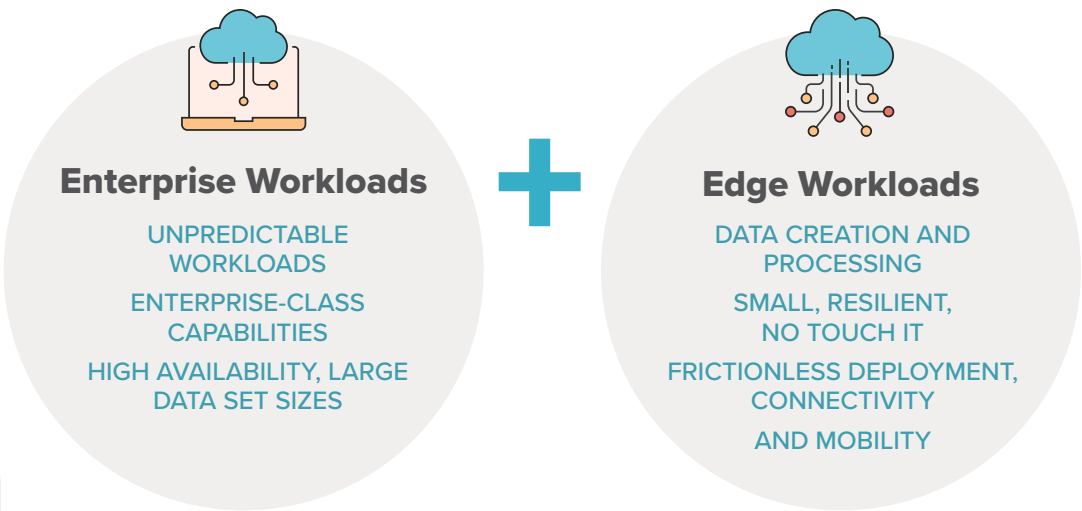 Enterprise Workloads
UNPREDICTABLE
WORKLOADS
ENTERPRISE-CLASS
CAPABILITIES
HIGH AVAILABILITY, LARGE
DATA SET SIZES
Edge Workloads
DATA CREATION AND
PROCESSING
SMALL, RESILIENT,
NO TOUCH IT
FRICTIONLESS DEPLOYMENT,
CONNECTIVITY
AND MOBILITY